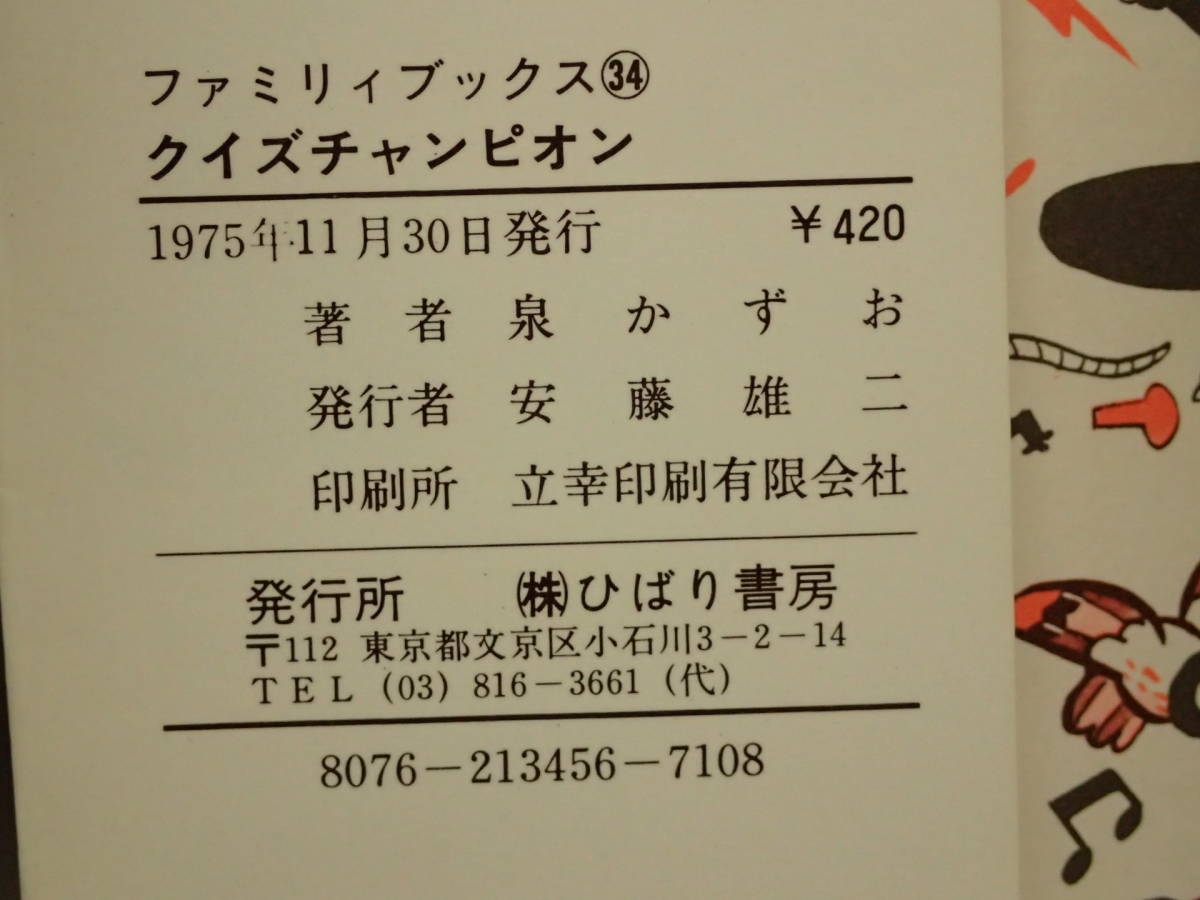 ファミリィブックス㉞
クイズチャンピオン
1975年11月30日発行 ¥420
著者 泉かずお
発行者 安藤雄二
印刷所 立幸印刷有限会社
発行所 ㈱ひばり書房
〒112 東京都文京区小石川3-2-14
TEL (03) 816-3661 (代)
8076-213456-7108